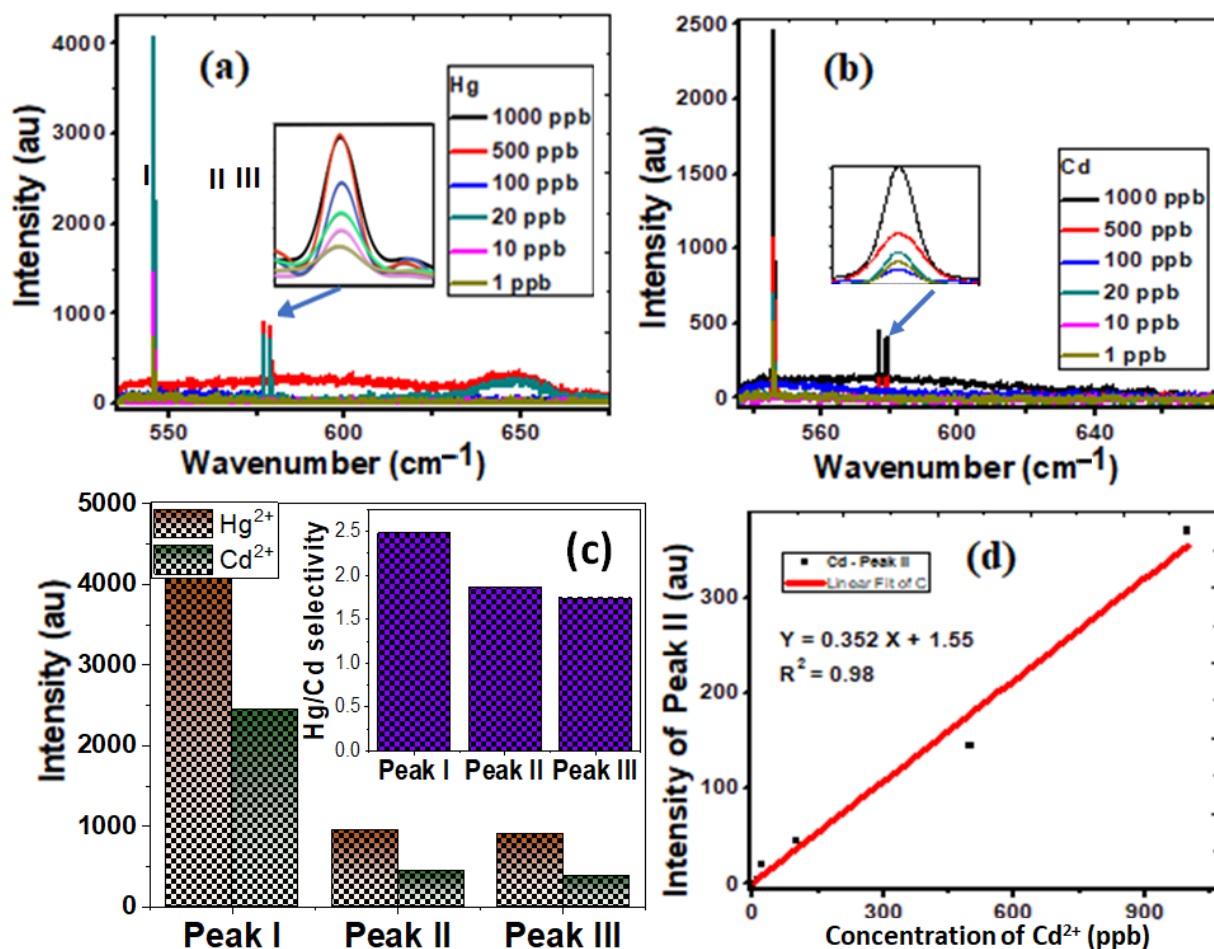 (a)
Intensity (au)
4000
3000
2000
1000
0
I
II
III
Hg
1000 ppb
500 ppb
100 ppb
20 ppb
10 ppb
1 ppb
550
600
650
Wavenumber (cm⁻¹)
(b)
Intensity (au)
2500
2000
1500
1000
500
0
Cd
1000 ppb
500 ppb
100 ppb
20 ppb
10 ppb
1 ppb
560
600
640
Wavenumber (cm⁻¹)
(c)
Intensity (au)
5000
4000
3000
2000
1000
0
Hg²⁺
Cd²⁺
Hg/Cd selectivity
2.5
2.0
1.5
1.0
0.5
0.0
Peak I
Peak II
Peak III
Peak I
Peak II
Peak III
(d)
Intensity of Peak II (au)
300
200
100
0
Cd - Peak II
Linear Fit of C
Y = 0.352 X + 1.55
R² = 0.98
0
300
600
900
Concentration of Cd²⁺ (ppb)